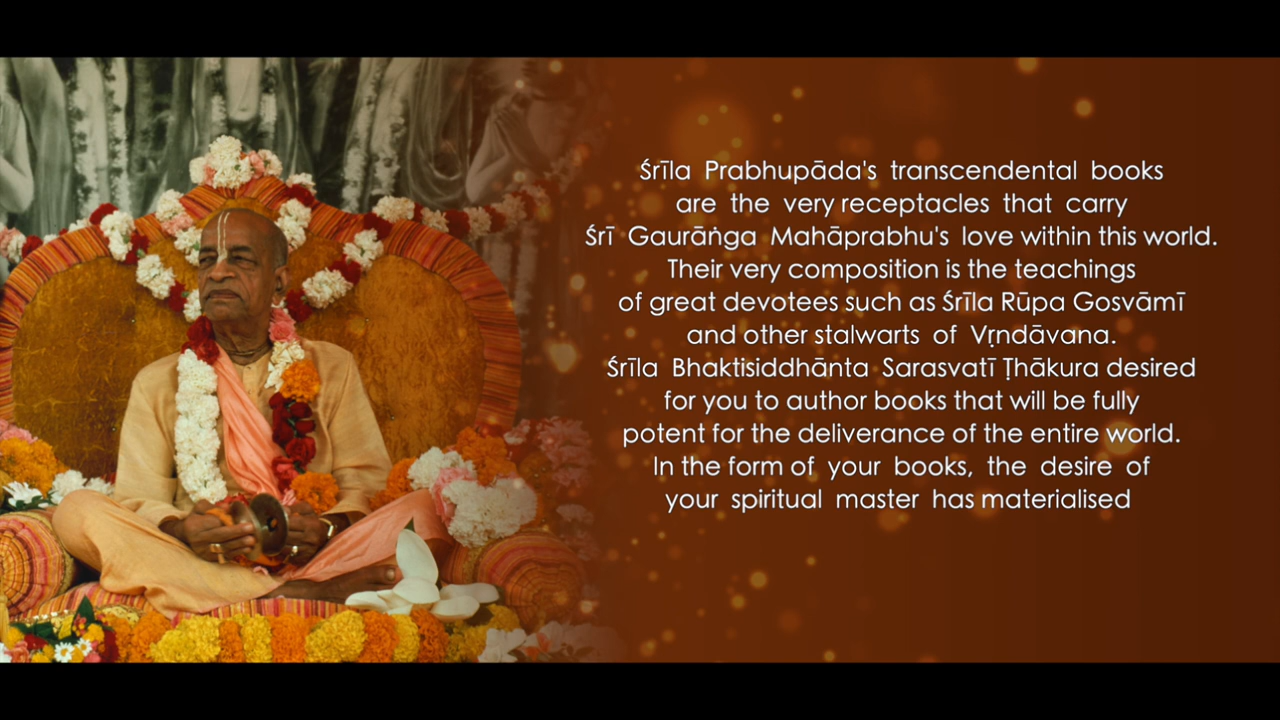 Śrīla Prabhupāda's transcendental books
are the very receptacles that carry
Śrī Gaurāṅga Mahāprabhu's love within this world.
Their very composition is the teachings
of great devotees such as Śrīla Rūpa Gosvāmī
and other stalwarts of Vṛndāvana.
Śrīla Bhaktisiddhānta Sarasvatī Ṭhākura desired
for you to author books that will be fully
potent for the deliverance of the entire world.
In the form of your books, the desire of
your spiritual master has materialised